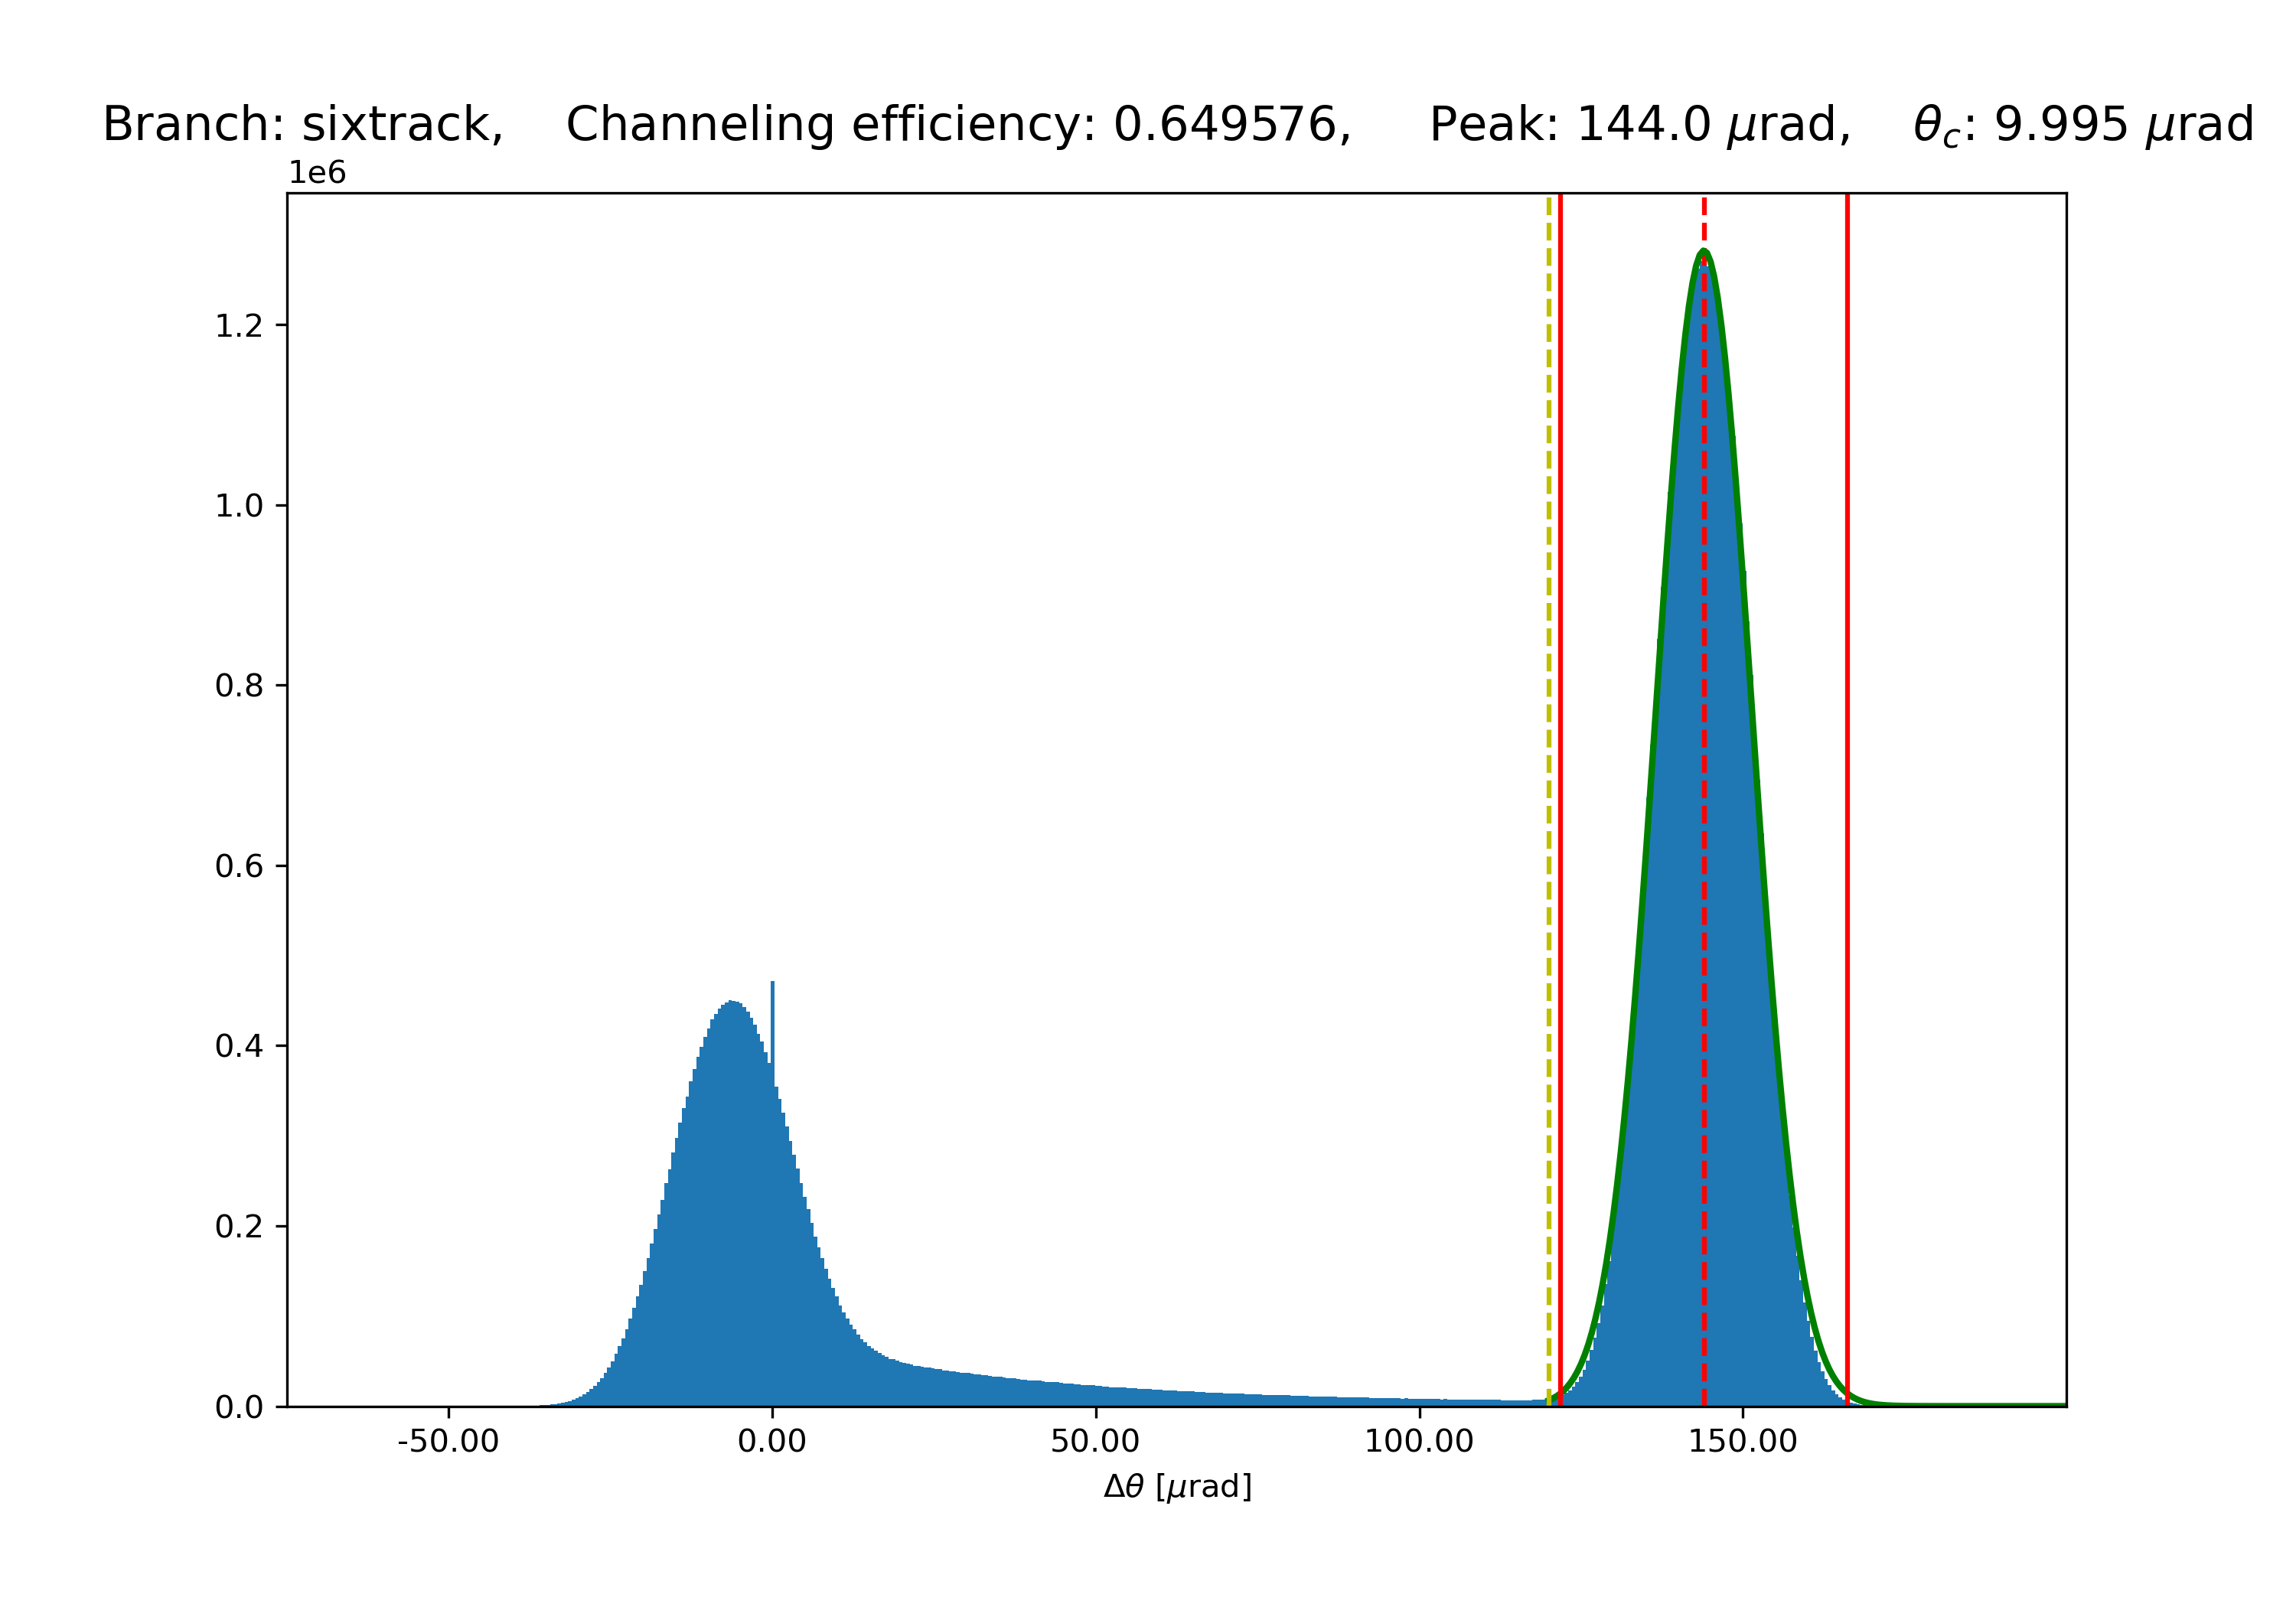 Branch: sixtrack, Channeling efficiency: 0.649576, Peak: 144.0 μrad, θc: 9.995 μrad
1e6
1.2
1.0
0.8
0.6
0.4
0.2
0.0
-50.00 0.00 50.00 100.00 150.00
Δθ [μrad]